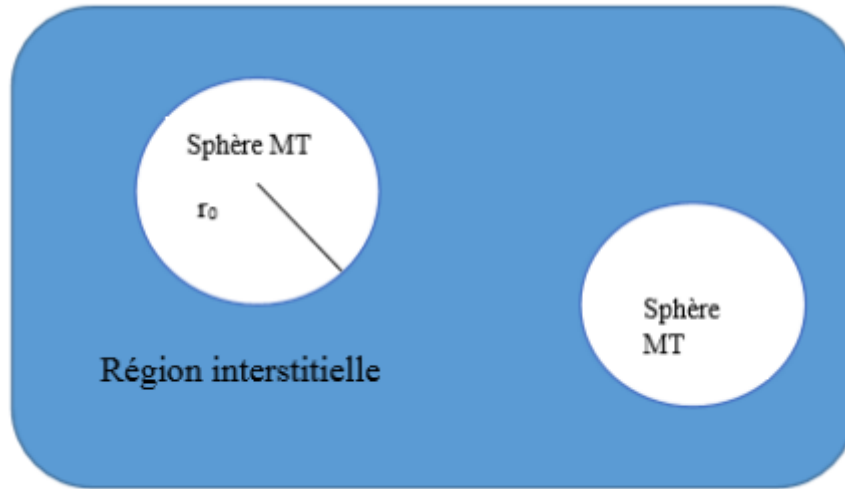 Sphère MT
r₀
Sphère
MT
Région interstitielle